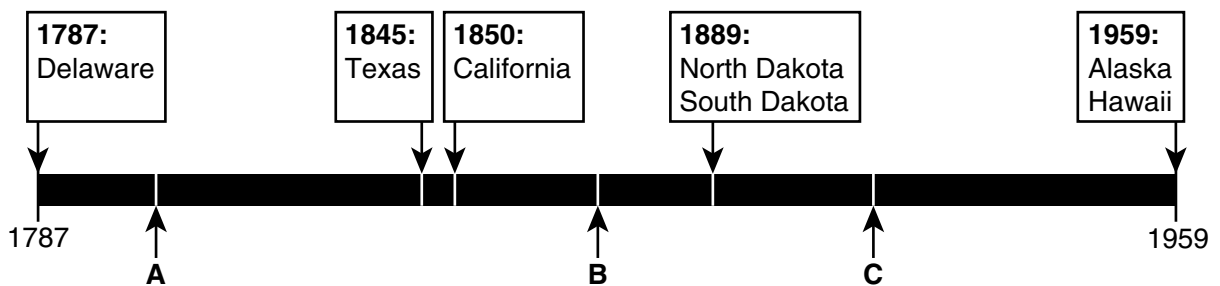 1787:
Delaware
1845:
Texas
1850:
California
1889:
North Dakota
South Dakota
1959:
Alaska
Hawaii
1787
1959
A
B
C